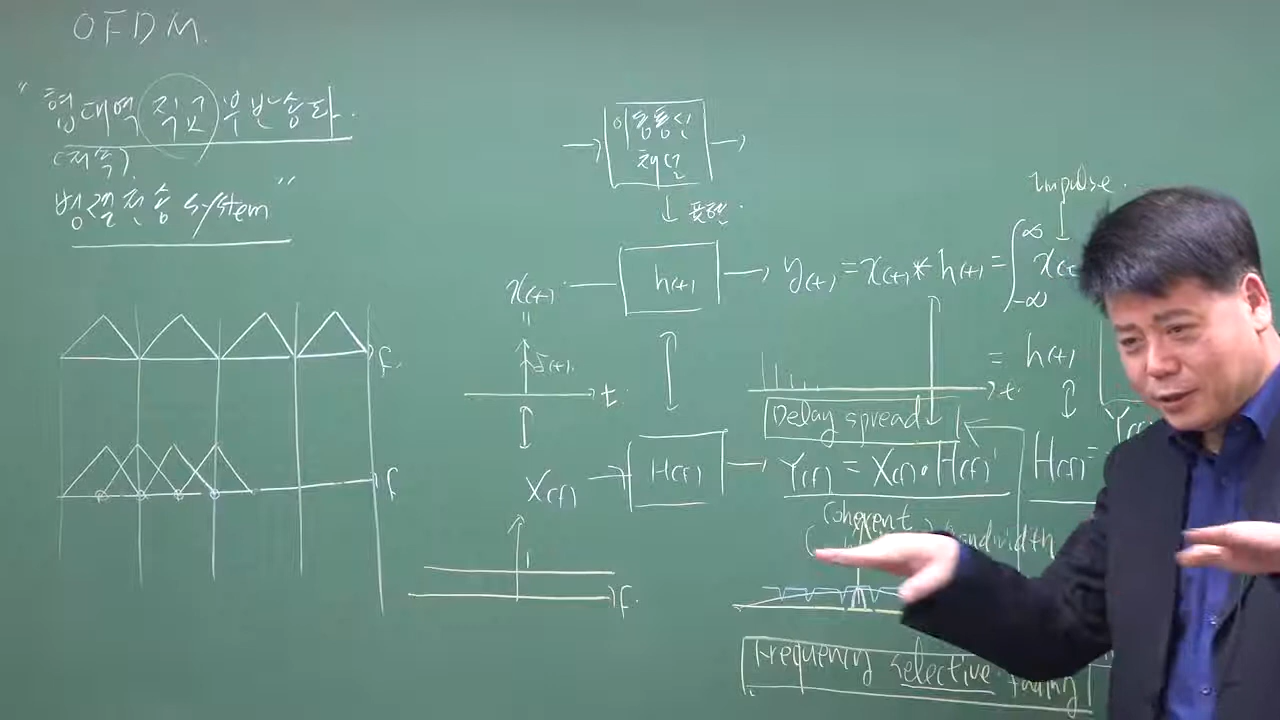 OFDM.
"협대역 직교 부반송파.
(저속).
병렬전송 system"
f.
f
이동통신
채널
↓ 표현.
x(t).
h(t)
y(t) = x(t) * h(t) = ∫
∞
-∞
x(t
impulse.
= h(t)
"
δ(t).
t.
t.
Delay spread
X(f)
H(f)
Y(f) = X(f) • H(f)
H(f) =
Y(f
Coherent
bandwidth
1
f.
Frequency selective fading